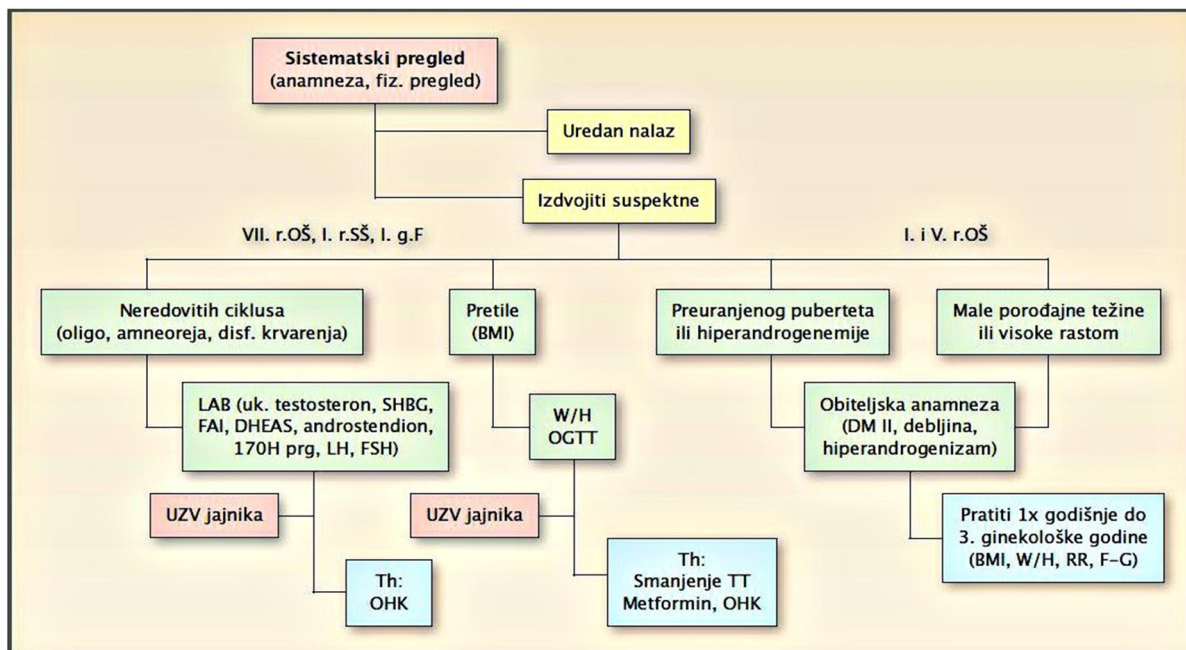 Sistematski pregled
(anamneza, fiz. pregled)
Uredan nalaz
Izdvojiti suspektne
VII. r.OŠ, I. r.SŠ, I. g.F
I. i V. r.OŠ
Neredovitih ciklusa
(oligo, amneoreja, disf. krvarenja)
Pretile
(BMI)
Preuranjenog puberteta
ili hiperandrogenemije
Male porođajne težine
ili visoke rastom
LAB (uk. testosteron, SHBG,
FAI, DHEAS, androstendion,
170H prg, LH, FSH)
W/H
OGTT
Obiteljska anamneza
(DM II, debljina,
hiperandrogenizam)
UZV jajnika
UZV jajnika
Pratiti 1x godišnje do
3. ginekološke godine
(BMI, W/H, RR, F-G)
Th:
OHK
Th:
Smanjenje TT
Metformin, OHK